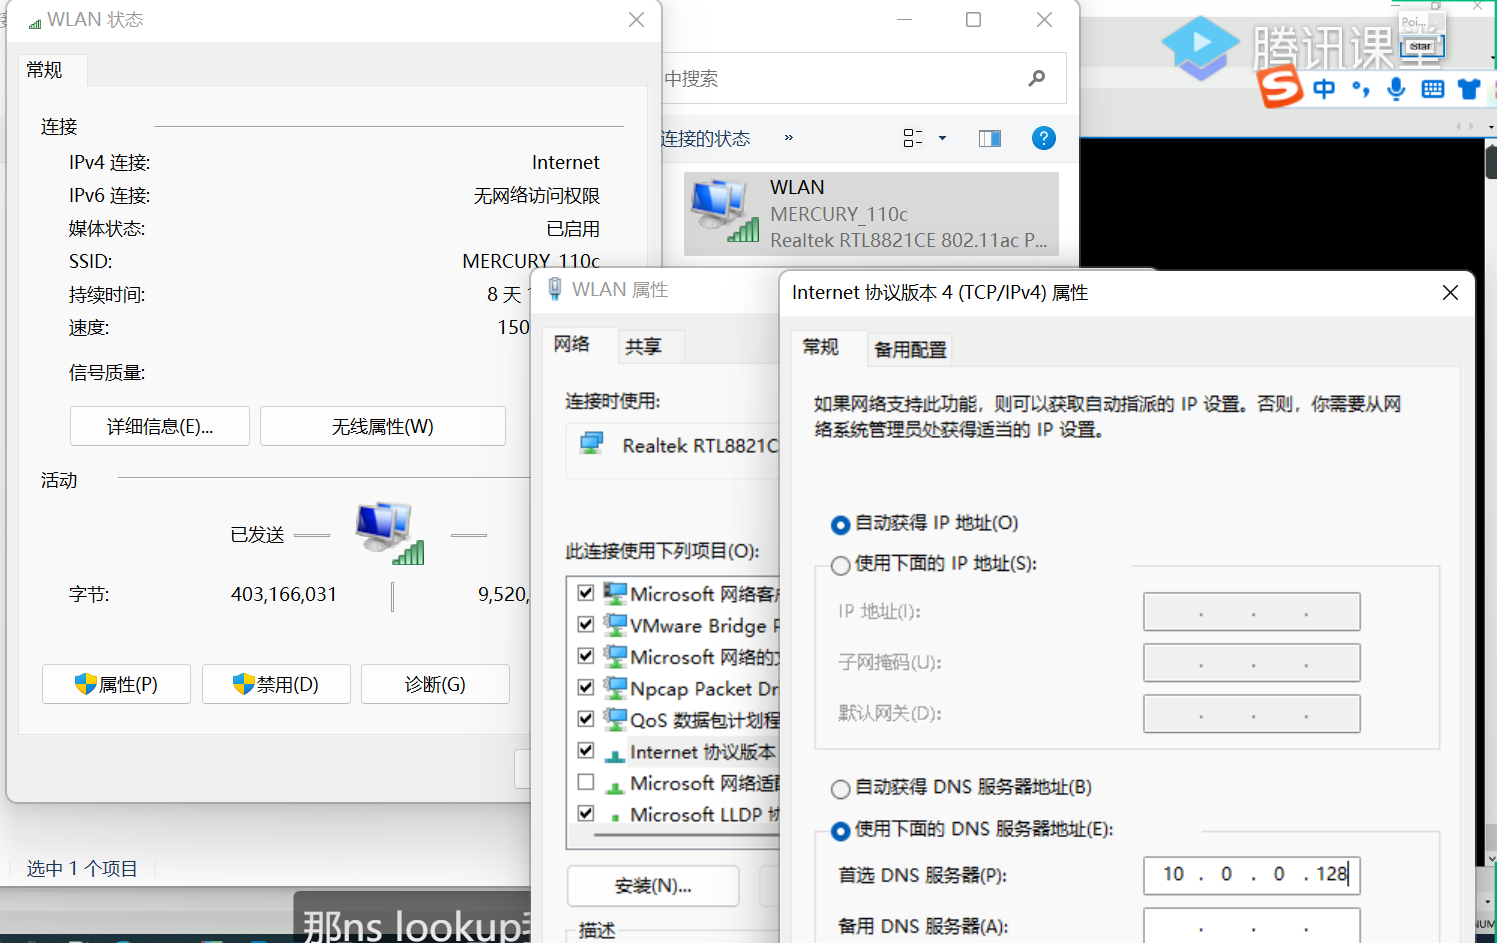 WLAN 状态
常规
连接
IPv4 连接:
Internet
IPv6 连接:
无网络访问权限
媒体状态:
已启用
SSID:
MERCURY_110c
持续时间:
8 天
速度:
150
信号质量:
详细信息(E)...
无线属性(W)
活动
已发送
字节:
403,166,031
9,520,
属性(P)
禁用(D)
诊断(G)
选中 1 个项目
中搜索
连接的状态
»
WLAN
MERCURY_110c
Realtek RTL8821CE 802.11ac P...
腾讯课堂
Poi...
Star
中
WLAN 属性
网络
共享
连接时使用:
Realtek RTL8821C
此连接使用下列项目(O):
Microsoft 网络客户
VMware Bridge P
Microsoft 网络的文
Npcap Packet Dr
QoS 数据包计划程
Internet 协议版本
Microsoft 网络适配
Microsoft LLDP 协
安装(N)...
描述
Internet 协议版本 4 (TCP/IPv4) 属性
常规
备用配置
如果网络支持此功能，则可以获取自动指派的 IP 设置。否则，你需要从网
络系统管理员处获得适当的 IP 设置。
自动获得 IP 地址(O)
使用下面的 IP 地址(S):
IP 地址(I):
. . .
子网掩码(U):
. . .
默认网关(D):
. . .
自动获得 DNS 服务器地址(B)
使用下面的 DNS 服务器地址(E):
首选 DNS 服务器(P):
10 . 0 . 0 . 128
备用 DNS 服务器(A):
. . .
那ns lookup
NUM